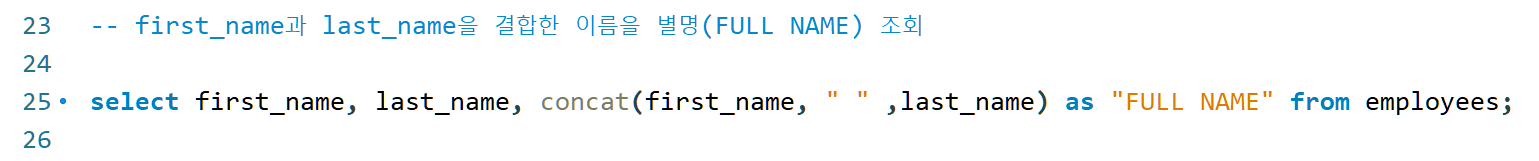 23 -- first_name과 last_name을 결합한 이름을 별명(FULL NAME) 조회
24
25 select first_name, last_name, concat(first_name, " " ,last_name) as "FULL NAME" from employees;
26